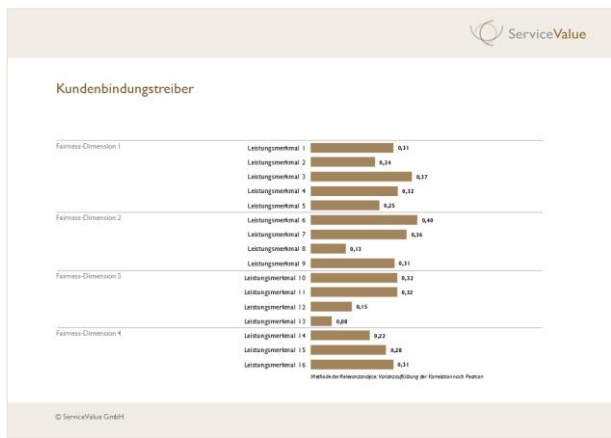 ServiceValue
Kundenbindungstreiber
Fairness-Dimension 1
Leistungsmerkmal 1 0,31
Leistungsmerkmal 2 0,24
Leistungsmerkmal 3 0,37
Leistungsmerkmal 4 0,32
Leistungsmerkmal 5 0,25
Fairness-Dimension 2
Leistungsmerkmal 6 0,40
Leistungsmerkmal 7 0,36
Leistungsmerkmal 8 0,13
Leistungsmerkmal 9 0,31
Fairness-Dimension 3
Leistungsmerkmal 10 0,32
Leistungsmerkmal 11 0,32
Leistungsmerkmal 12 0,15
Leistungsmerkmal 13 0,08
Fairness-Dimension 4
Leistungsmerkmal 14 0,22
Leistungsmerkmal 15 0,28
Leistungsmerkmal 16 0,31
Methode der Relevanzanalyse: Varianzaufklärung der Korrelation nach Pearson
© ServiceValue GmbH